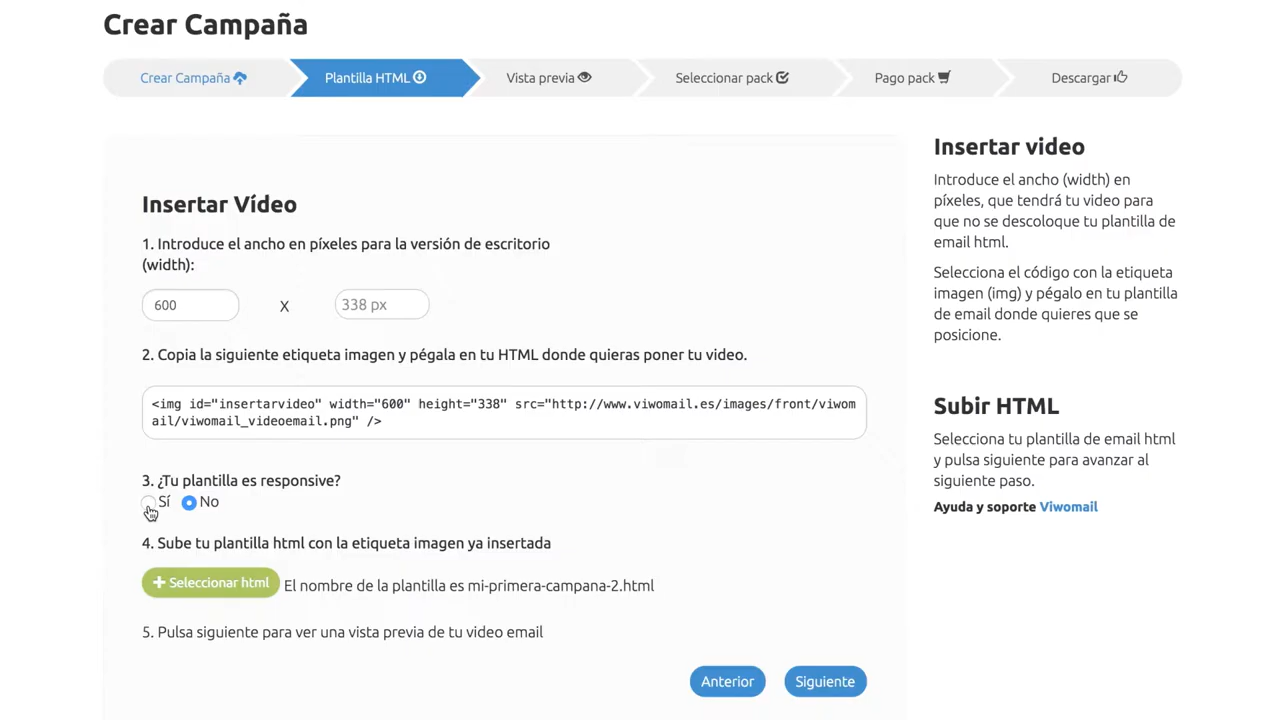 Crear Campaña
Crear Campaña
Plantilla HTML
Vista previa
Seleccionar pack
Pago pack
Descargar
Insertar Vídeo
1. Introduce el ancho en píxeles para la versión de escritorio
(width):
600
X
338 px
2. Copia la siguiente etiqueta imagen y pégala en tu HTML donde quieras poner tu video.
<img id="insertarvideo" width="600" height="338" src="http://www.viwomail.es/images/front/viwom
ail/viwomail_videoemail.png" />
3. ¿Tu plantilla es responsive?
Sí No
4. Sube tu plantilla html con la etiqueta imagen ya insertada
+ Seleccionar html El nombre de la plantilla es mi-primera-campana-2.html
5. Pulsa siguiente para ver una vista previa de tu video email
Anterior
Siguiente
Insertar video
Introduce el ancho (width) en
píxeles, que tendrá tu video para
que no se descoloque tu plantilla de
email html.
Selecciona el código con la etiqueta
imagen (img) y pégalo en tu plantilla
de email donde quieres que se
posicione.
Subir HTML
Selecciona tu plantilla de email html
y pulsa siguiente para avanzar al
siguiente paso.
Ayuda y soporte Viwomail